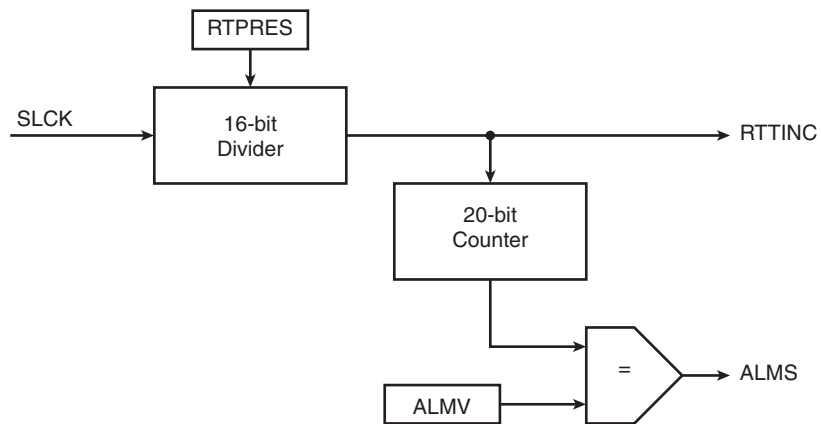 RTPRES
SLCK
16-bit
Divider
RTTINC
20-bit
Counter
=
ALMS
ALMV